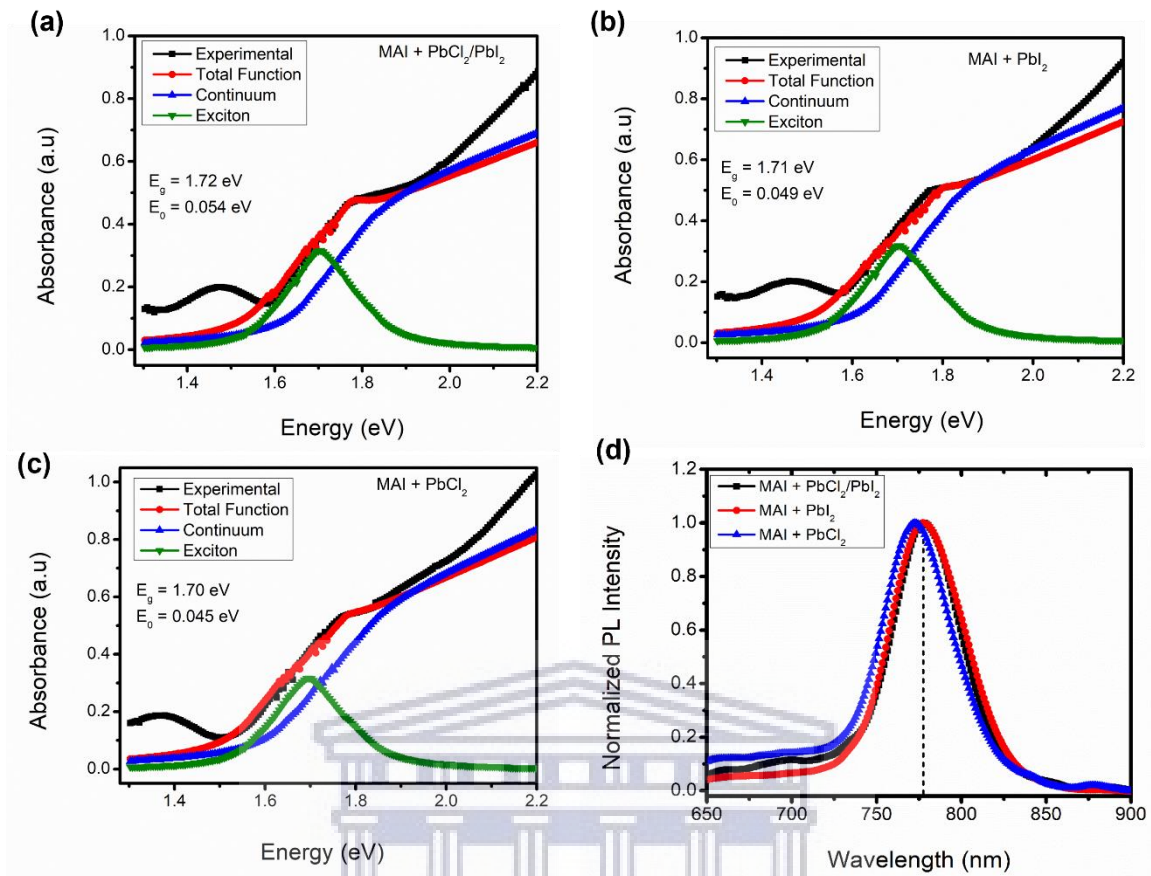 (a)
Absorbance (a.u)
1.0
0.8
0.6
0.4
0.2
0.0
Experimental
Total Function
Continuum
Exciton
MAI + PbCl₂/PbI₂
E_g = 1.72 eV
E₀ = 0.054 eV
1.4 1.6 1.8 2.0 2.2
Energy (eV)
(b)
Absorbance (a.u)
1.0
0.8
0.6
0.4
0.2
0.0
Experimental
Total Function
Continuum
Exciton
MAI + PbI₂
E_g = 1.71 eV
E₀ = 0.049 eV
1.4 1.6 1.8 2.0 2.2
Energy (eV)
(c)
Absorbance (a.u)
1.0
0.8
0.6
0.4
0.2
0.0
Experimental
Total Function
Continuum
Exciton
MAI + PbCl₂
E_g = 1.70 eV
E₀ = 0.045 eV
1.4 1.6 1.8 2.0 2.2
Energy (eV)
(d)
Normalized PL Intensity
1.2
1.0
0.8
0.6
0.4
0.2
0.0
MAI + PbCl₂/PbI₂
MAI + PbI₂
MAI + PbCl₂
650 700 750 800 850 900
Wavelength (nm)